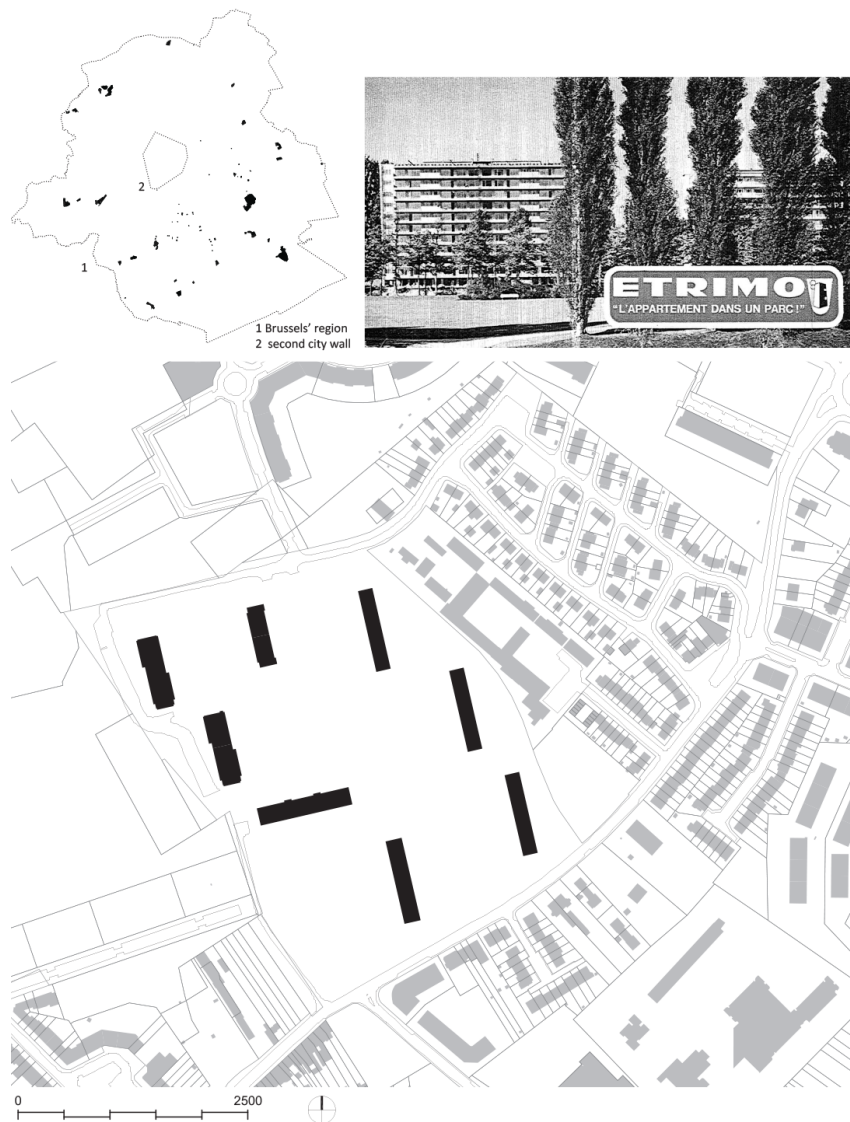 2
1
1 Brussels' region
2 second city wall
ETRIMO
"L'APPARTEMENT DANS UN PARC!"
0
2500